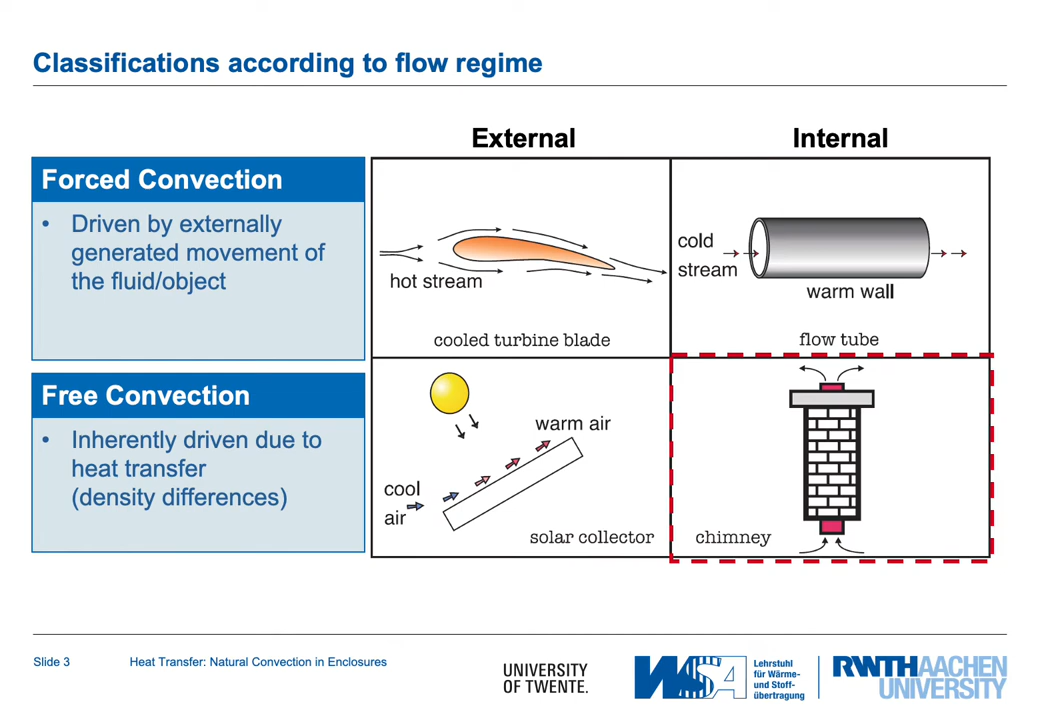 Classifications according to flow regime
External
Internal
Forced Convection
• Driven by externally
generated movement of
the fluid/object
hot stream
cooled turbine blade
cold
stream
warm wall
flow tube
Free Convection
• Inherently driven due to
heat transfer
(density differences)
warm air
cool
air
solar collector
chimney
Slide 3
Heat Transfer: Natural Convection in Enclosures
UNIVERSITY
OF TWENTE.
WSA
Lehrstuhl
für Wärme-
und Stoff-
übertragung
RWTH AACHEN
UNIVERSITY